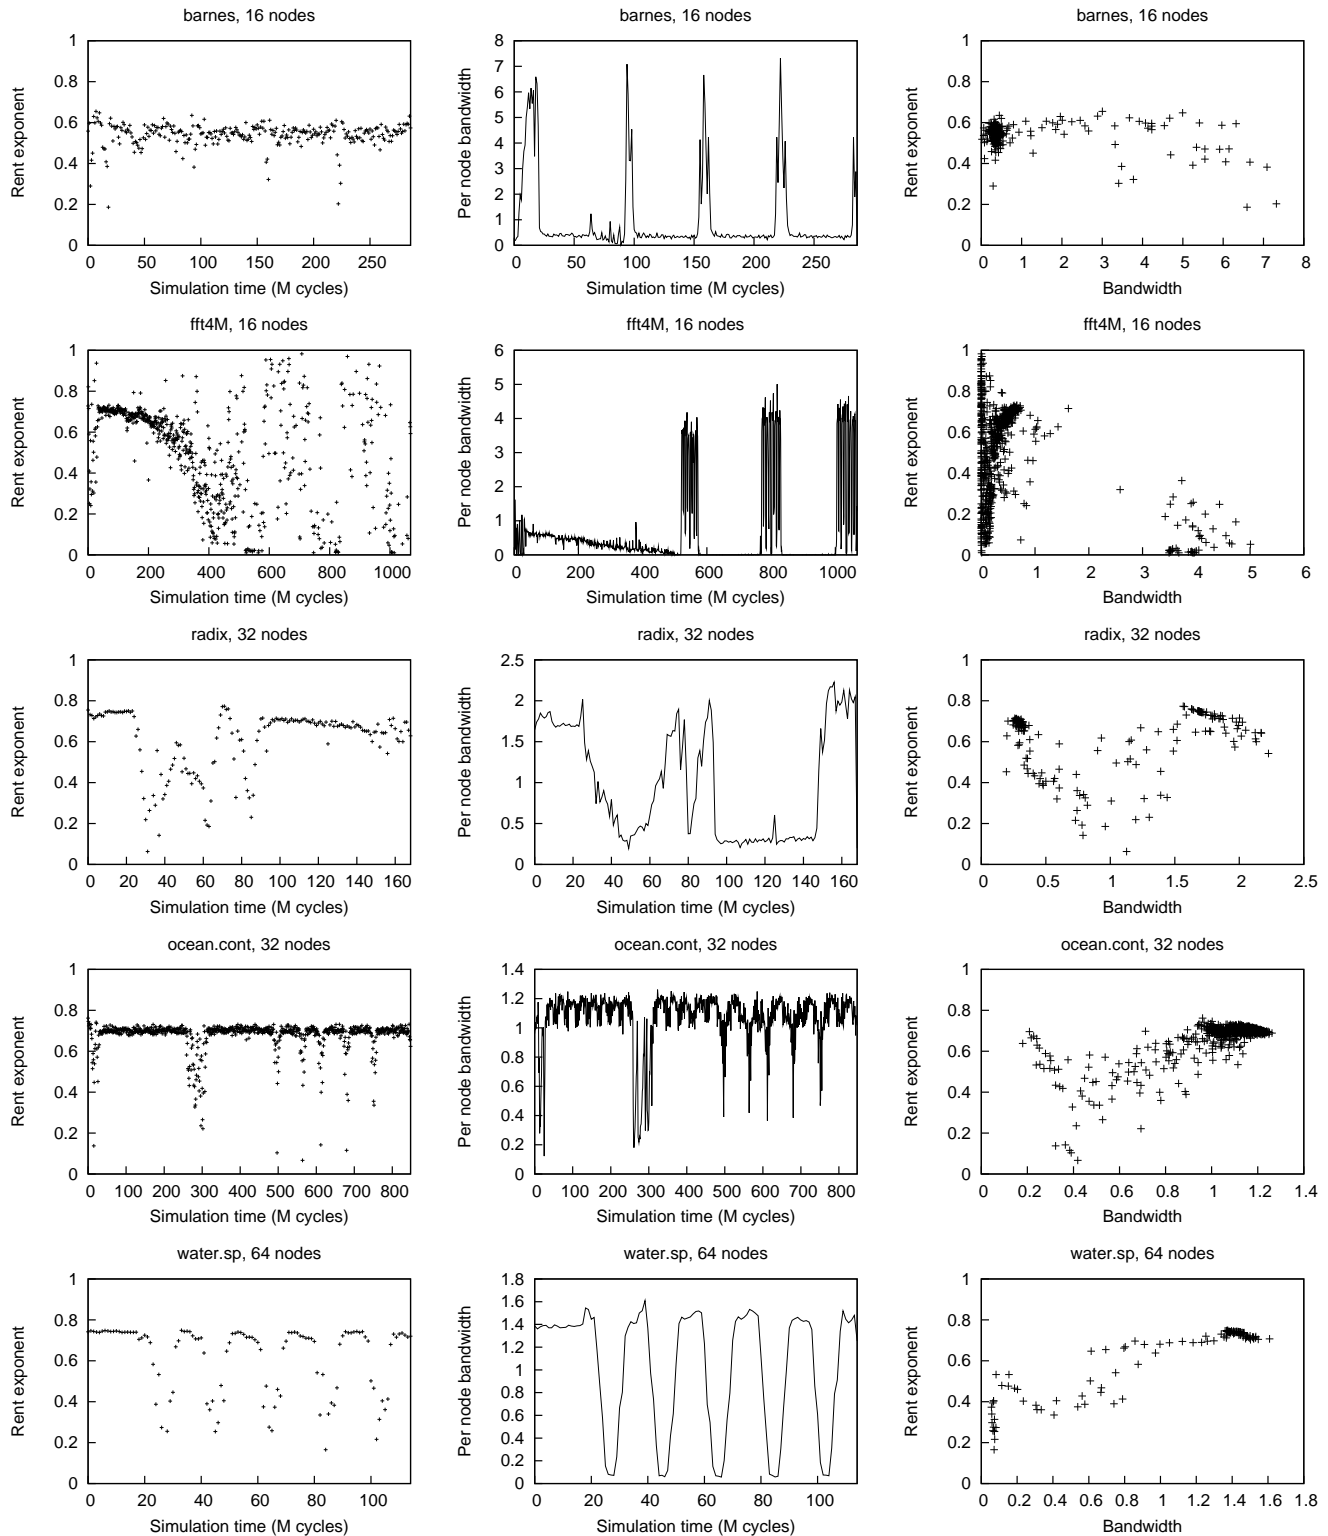 barnes, 16 nodes
Rent exponent
1
0.8
0.6
0.4
0.2
0
0 50 100 150 200 250
Simulation time (M cycles)
barnes, 16 nodes
Per node bandwidth
8
7
6
5
4
3
2
1
0
0 50 100 150 200 250
Simulation time (M cycles)
barnes, 16 nodes
Rent exponent
1
0.8
0.6
0.4
0.2
0
0 1 2 3 4 5 6 7 8
Bandwidth
fft4M, 16 nodes
Rent exponent
1
0.8
0.6
0.4
0.2
0
0 200 400 600 800 1000
Simulation time (M cycles)
fft4M, 16 nodes
Per node bandwidth
6
5
4
3
2
1
0
0 200 400 600 800 1000
Simulation time (M cycles)
fft4M, 16 nodes
Rent exponent
1
0.8
0.6
0.4
0.2
0
0 1 2 3 4 5 6
Bandwidth
radix, 32 nodes
Rent exponent
1
0.8
0.6
0.4
0.2
0
0 20 40 60 80 100 120 140 160
Simulation time (M cycles)
radix, 32 nodes
Per node bandwidth
2.5
2
1.5
1
0.5
0
0 20 40 60 80 100 120 140 160
Simulation time (M cycles)
radix, 32 nodes
Rent exponent
1
0.8
0.6
0.4
0.2
0
0 0.5 1 1.5 2 2.5
Bandwidth
ocean.cont, 32 nodes
Rent exponent
1
0.8
0.6
0.4
0.2
0
0 100 200 300 400 500 600 700 800
Simulation time (M cycles)
ocean.cont, 32 nodes
Per node bandwidth
1.4
1.2
1
0.8
0.6
0.4
0.2
0
0 100 200 300 400 500 600 700 800
Simulation time (M cycles)
ocean.cont, 32 nodes
Rent exponent
1
0.8
0.6
0.4
0.2
0
0 0.2 0.4 0.6 0.8 1 1.2 1.4
Bandwidth
water.sp, 64 nodes
Rent exponent
1
0.8
0.6
0.4
0.2
0
0 20 40 60 80 100
Simulation time (M cycles)
water.sp, 64 nodes
Per node bandwidth
1.8
1.6
1.4
1.2
1
0.8
0.6
0.4
0.2
0
0 20 40 60 80 100
Simulation time (M cycles)
water.sp, 64 nodes
Rent exponent
1
0.8
0.6
0.4
0.2
0
0 0.2 0.4 0.6 0.8 1 1.2 1.4 1.6 1.8
Bandwidth